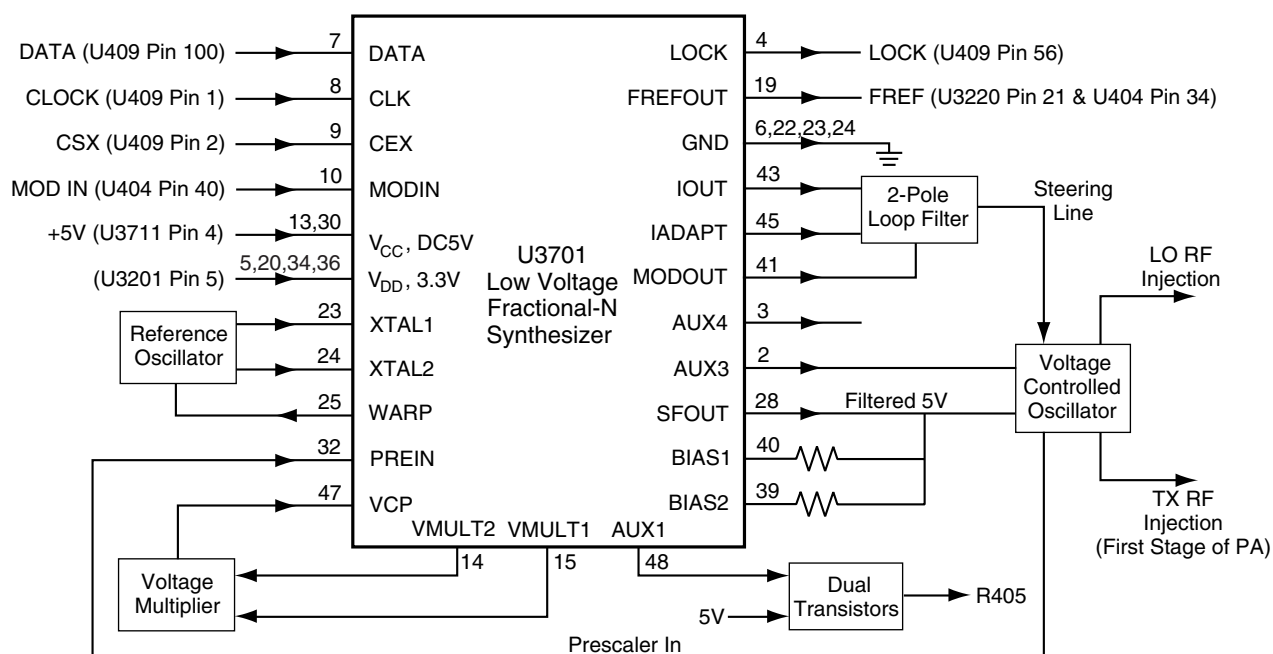 DATA (U409 Pin 100) 7 DATA LOCK 4 LOCK (U409 Pin 56)
CLOCK (U409 Pin 1) 8 CLK FREFOUT 19 FREF (U3220 Pin 21 & U404 Pin 34)
CSX (U409 Pin 2) 9 CEX GND 6,22,23,24
MOD IN (U404 Pin 40) 10 MODIN IOUT 43
+5V (U3711 Pin 4) 13,30 VCC, DC5V IADAPT 45
(U3201 Pin 5) 5,20,34,36 VDD, 3.3V MODOUT 41
2-Pole
Loop Filter
Steering
Line
U3701
Low Voltage
Fractional-N
Synthesizer
LO RF
Injection
Reference
Oscillator
23 XTAL1 AUX4 3
24 XTAL2 AUX3 2
25 WARP SFOUT 28 Filtered 5V
Voltage
Controlled
Oscillator
32 PREIN BIAS1 40
47 VCP BIAS2 39
TX RF
Injection
(First Stage of PA)
VMULT2 VMULT1 AUX1
14 15 48
Voltage
Multiplier
Dual
Transistors
R405
5V
Prescaler In